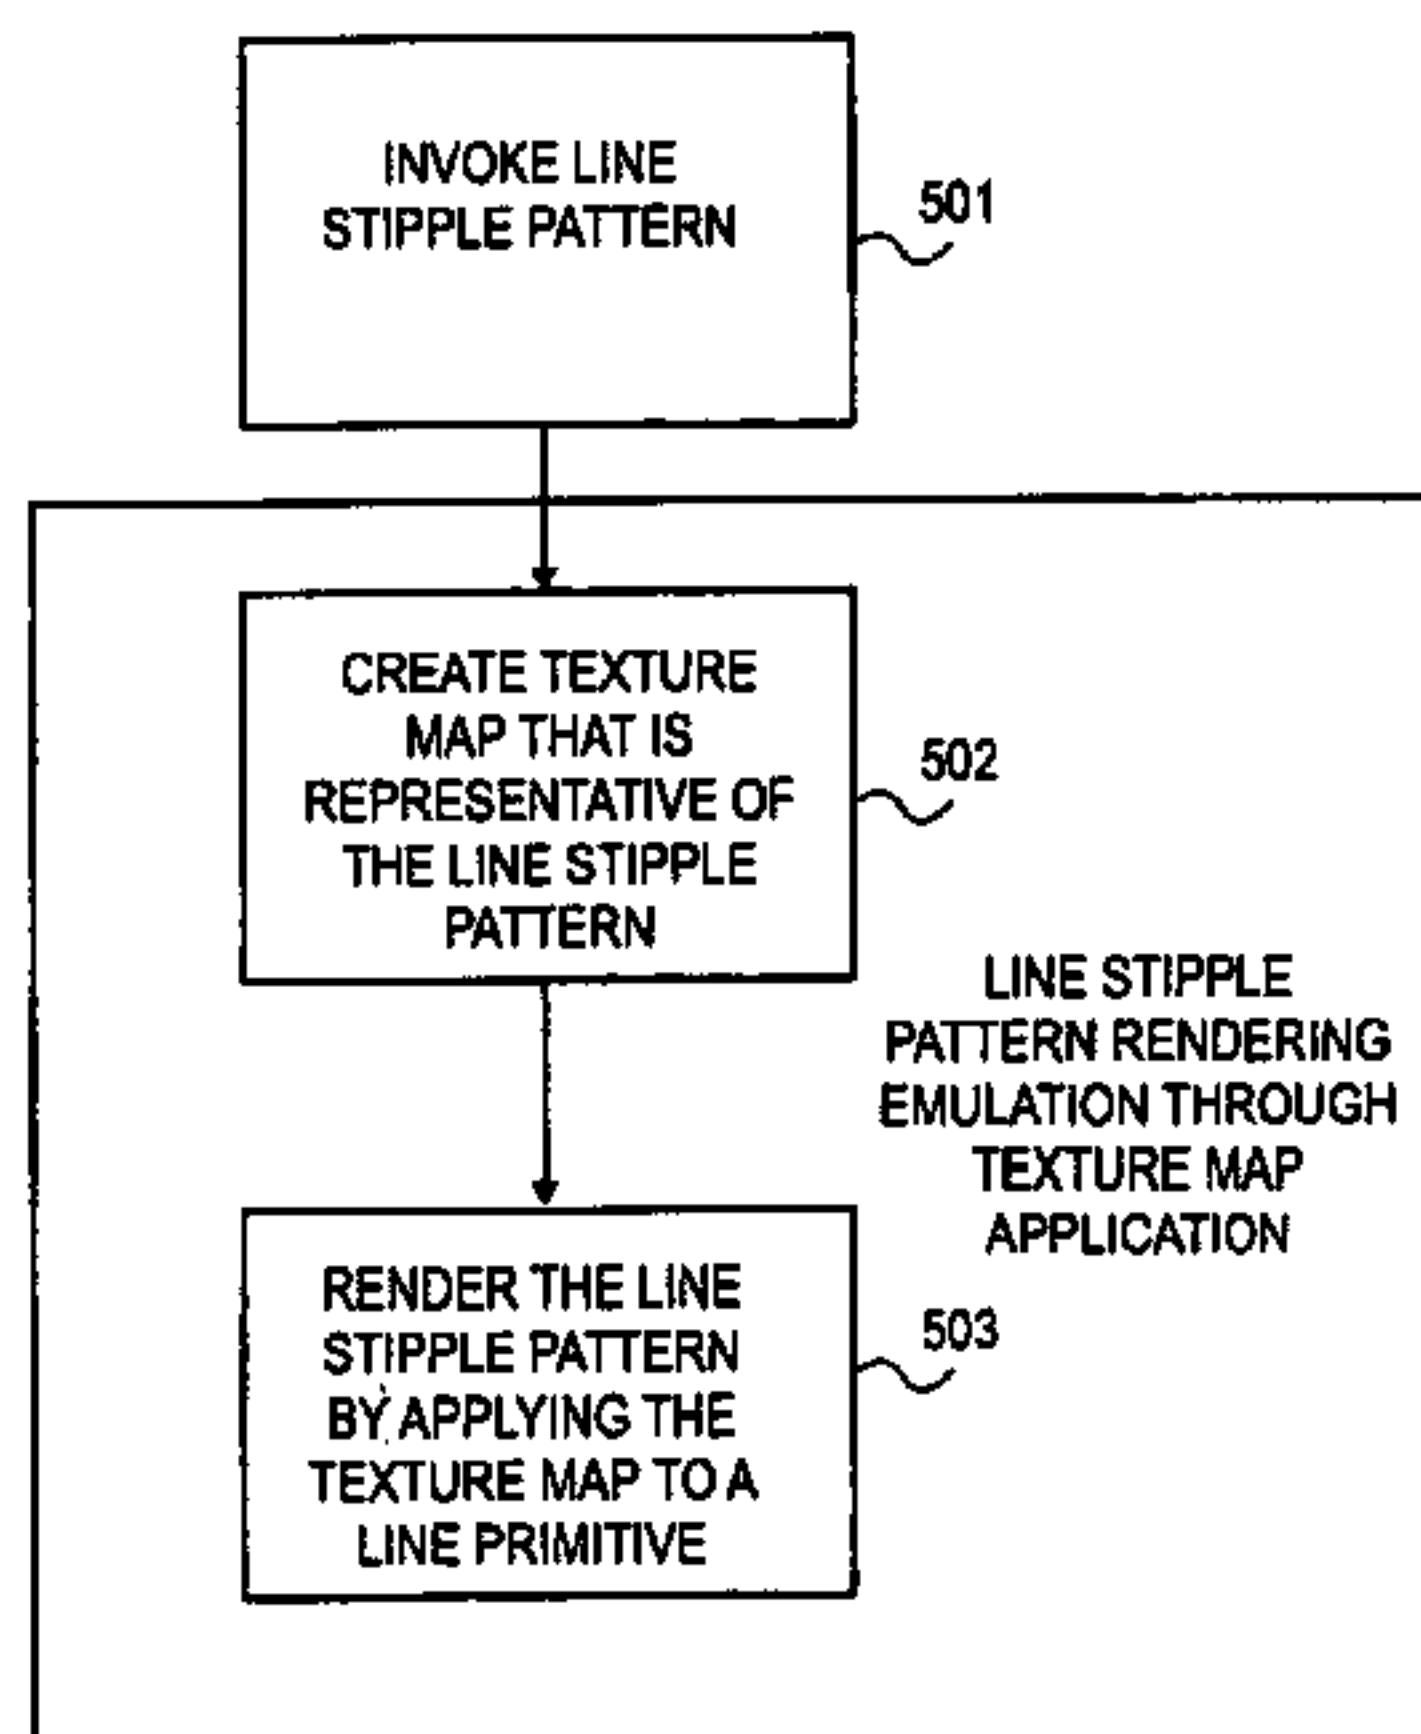 INVOKE LINE
STIPPLE PATTERN
501
CREATE TEXTURE
MAP THAT IS
REPRESENTATIVE OF
THE LINE STIPPLE
PATTERN
502
LINE STIPPLE
PATTERN RENDERING
EMULATION THROUGH
TEXTURE MAP
APPLICATION
RENDER THE LINE
STIPPLE PATTERN
BY APPLYING THE
TEXTURE MAP TO A
LINE PRIMITIVE
503